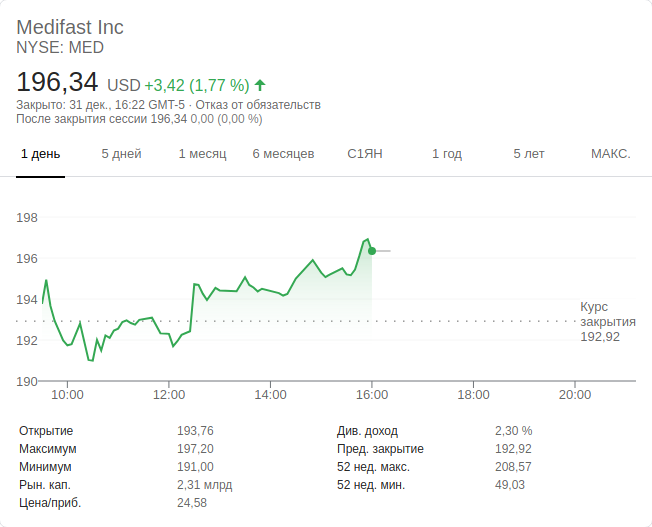 Medifast Inc
NYSE: MED
196,34 USD +3,42 (1,77 %) ↑
Закрыто: 31 дек., 16:22 GMT-5 · Отказ от обязательств
После закрытия сессии 196,34 0,00 (0,00 %)
1 день 5 дней 1 месяц 6 месяцев С1ЯН 1 год 5 лет МАКС.
198
196
194
192
190
Курс
закрытия
192,92
10:00 12:00 14:00 16:00 18:00 20:00
Открытие 193,76 Див. доход 2,30 %
Максимум 197,20 Пред. закрытие 192,92
Минимум 191,00 52 нед. макс. 208,57
Рын. кап. 2,31 млрд 52 нед. мин. 49,03
Цена/приб. 24,58